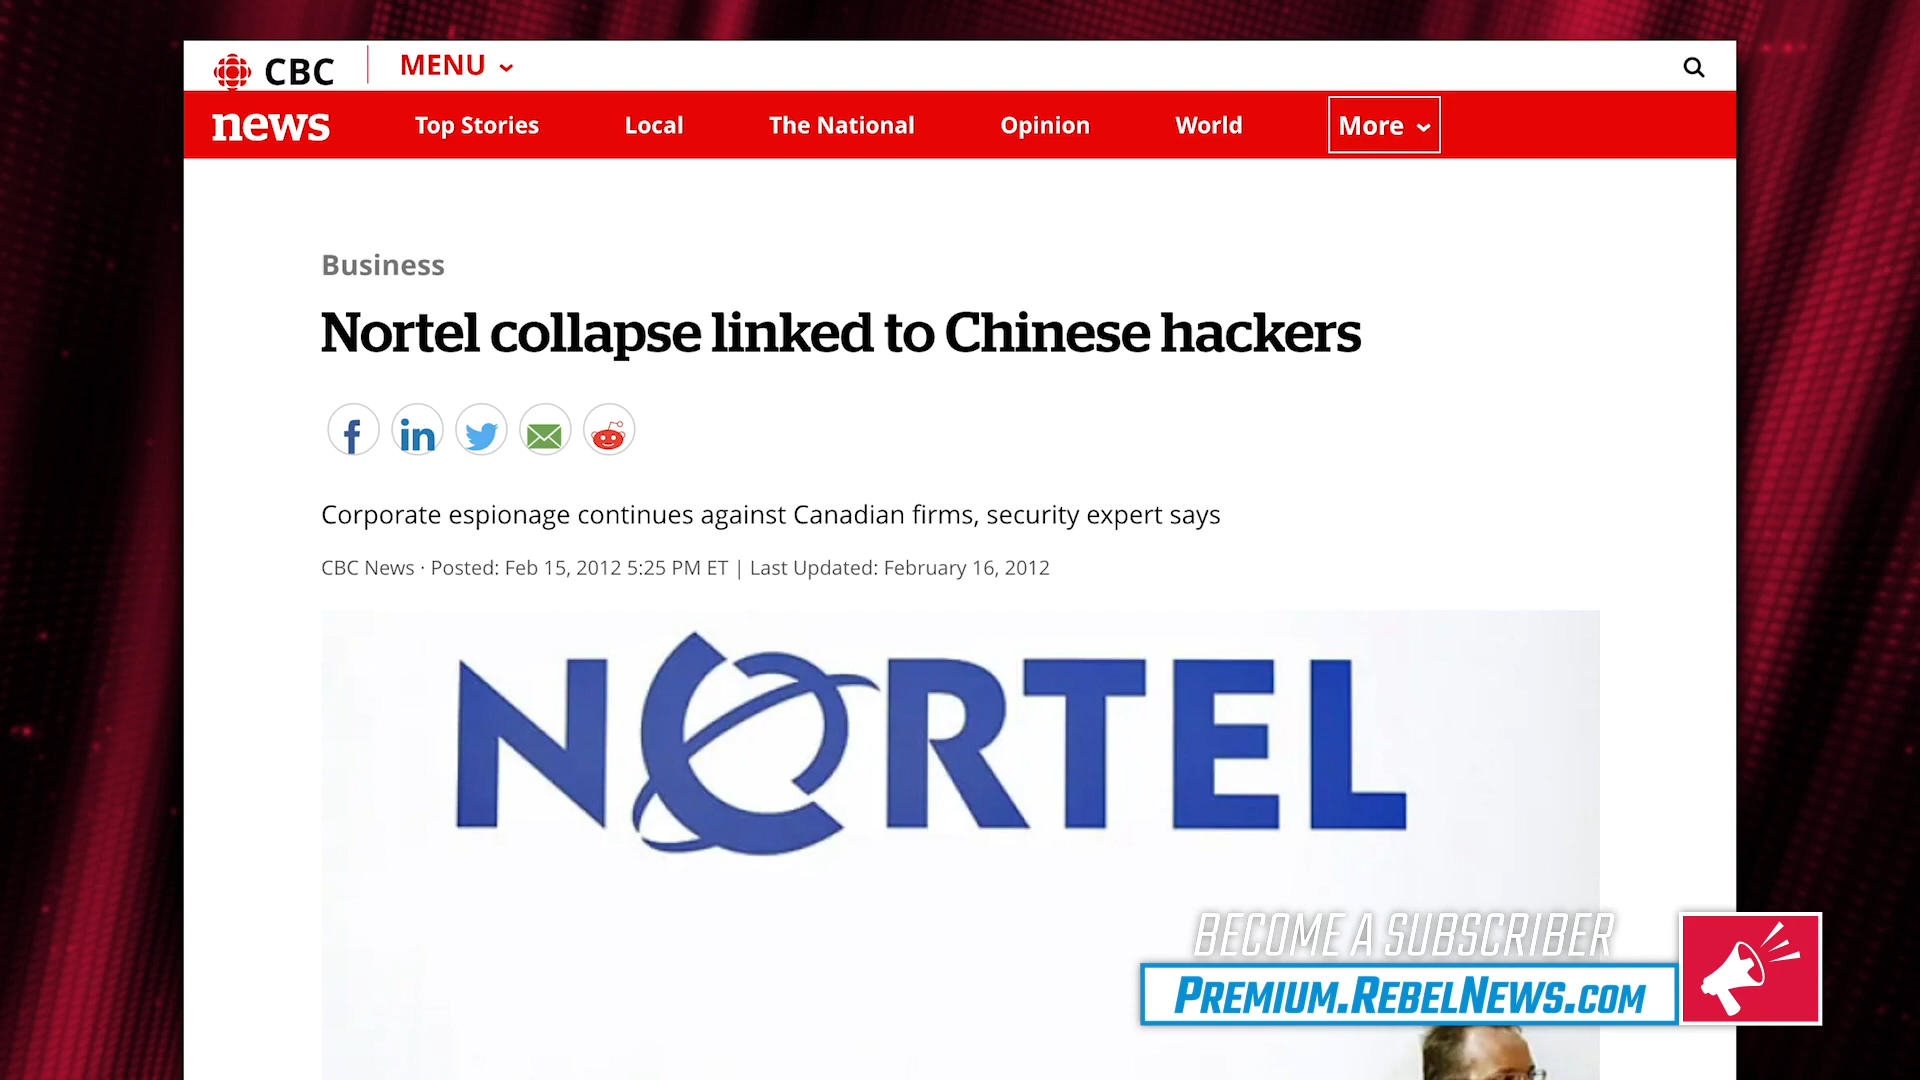 CBC
MENU
news
Top Stories
Local
The National
Opinion
World
More
Business
Nortel collapse linked to Chinese hackers
Corporate espionage continues against Canadian firms, security expert says
CBC News · Posted: Feb 15, 2012 5:25 PM ET | Last Updated: February 16, 2012
NORTEL
BECOME A SUBSCRIBER
PREMIUM.REBELNEWS.COM